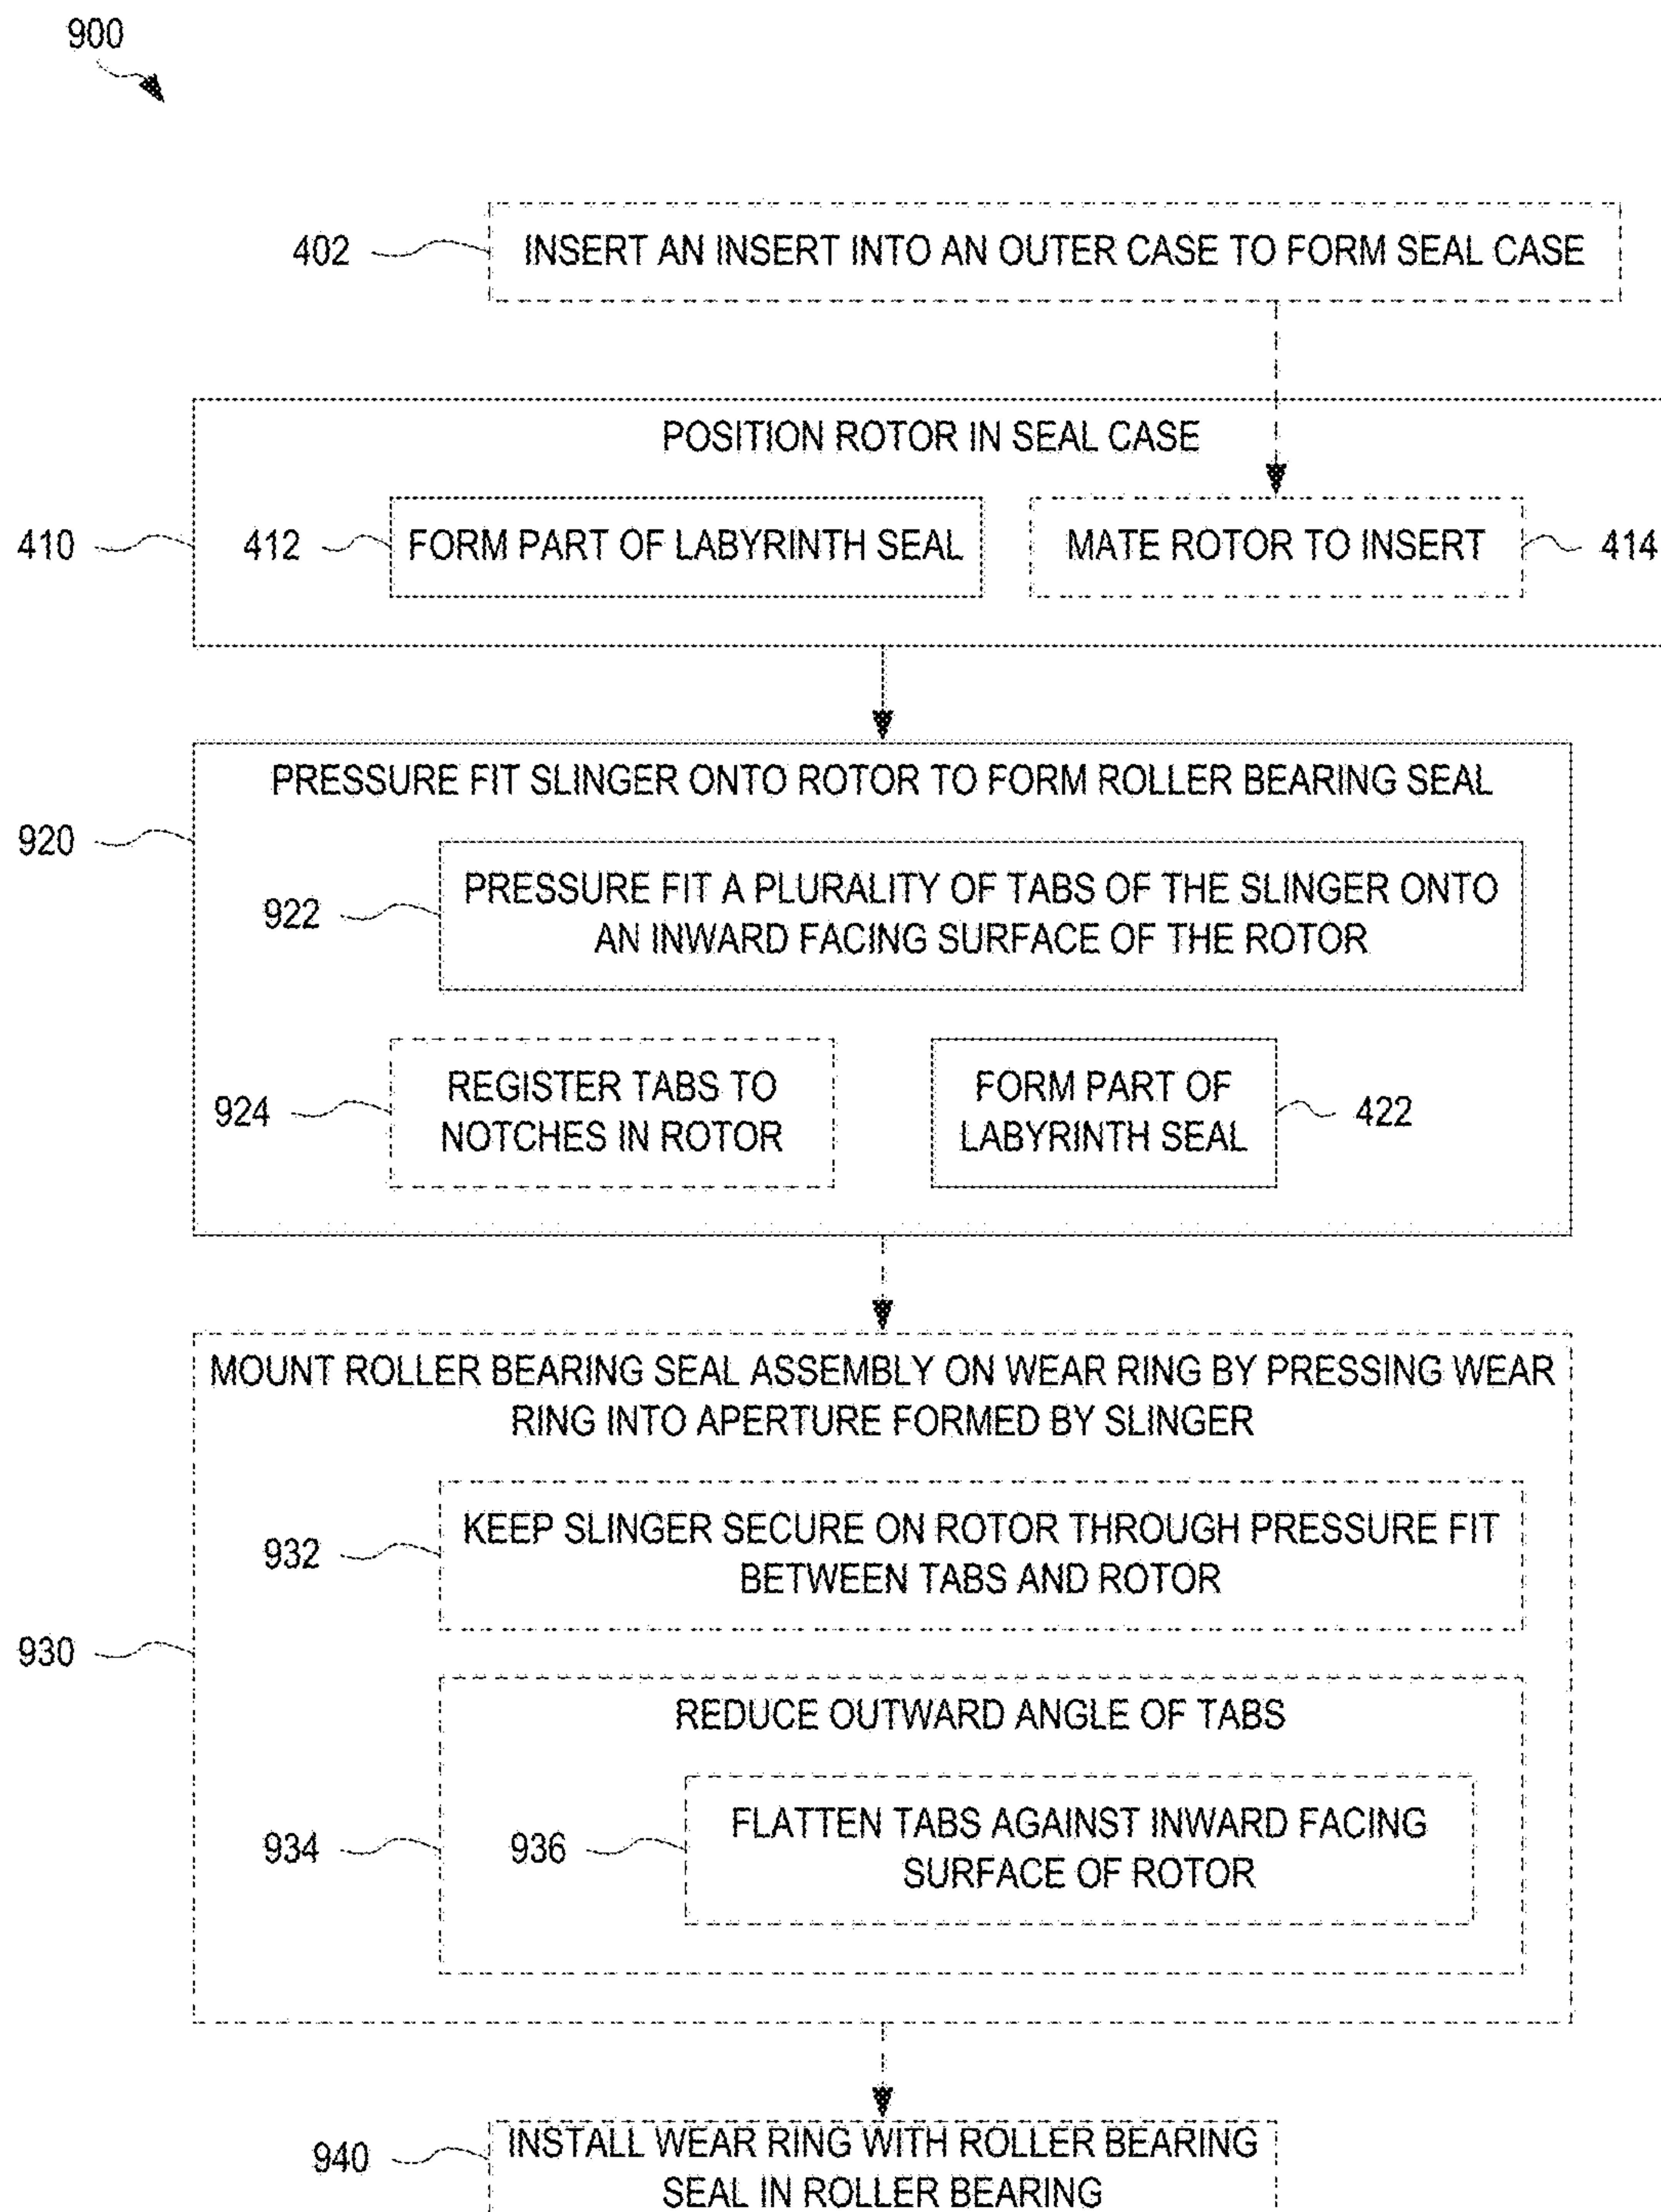 900
402
INSERT AN INSERT INTO AN OUTER CASE TO FORM SEAL CASE
POSITION ROTOR IN SEAL CASE
410
412
FORM PART OF LABYRINTH SEAL
MATE ROTOR TO INSERT
414
PRESSURE FIT SLINGER ONTO ROTOR TO FORM ROLLER BEARING SEAL
920
922
PRESSURE FIT A PLURALITY OF TABS OF THE SLINGER ONTO
AN INWARD FACING SURFACE OF THE ROTOR
924
REGISTER TABS TO
NOTCHES IN ROTOR
FORM PART OF
LABYRINTH SEAL
422
MOUNT ROLLER BEARING SEAL ASSEMBLY ON WEAR RING BY PRESSING WEAR
RING INTO APERTURE FORMED BY SLINGER
932
KEEP SLINGER SECURE ON ROTOR THROUGH PRESSURE FIT
BETWEEN TABS AND ROTOR
930
REDUCE OUTWARD ANGLE OF TABS
934
936
FLATTEN TABS AGAINST INWARD FACING
SURFACE OF ROTOR
940
INSTALL WEAR RING WITH ROLLER BEARING
SEAL IN ROLLER BEARING